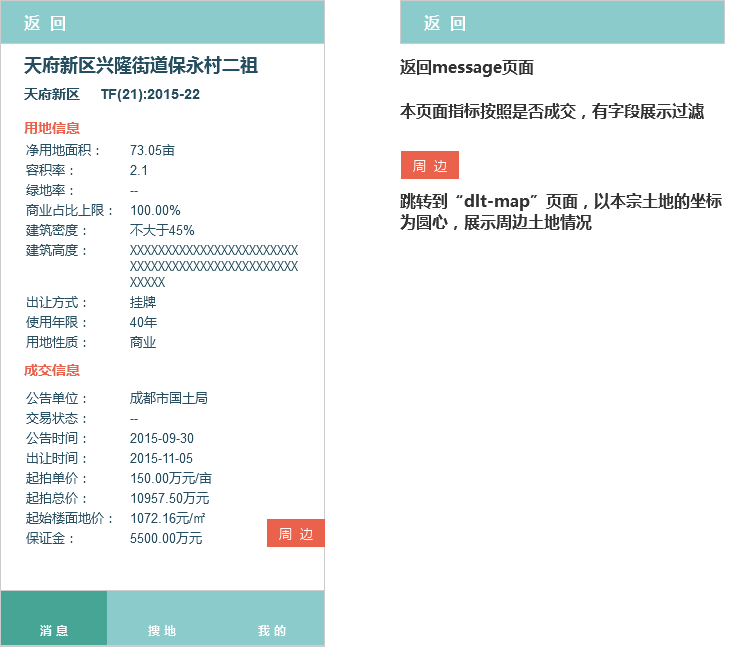 返 回
天府新区兴隆街道保永村二祖
天府新区 TF(21):2015-22
用地信息
净用地面积： 73.05亩
容积率： 2.1
绿地率： --
商业占比上限： 100.00%
建筑密度： 不大于45%
建筑高度： XXXXXXXXXXXXXXXXXXXXXXXX
XXXXXXXXXXXXXXXXXXXXXXXX
XXXXX
出让方式： 挂牌
使用年限： 40年
用地性质： 商业
成交信息
公告单位： 成都市国土局
交易状态： --
公告时间： 2015-09-30
出让时间： 2015-11-05
起拍单价： 150.00万元/亩
起拍总价： 10957.50万元
起始楼面地价： 1072.16元/㎡
保证金： 5500.00万元
周 边
消 息 搜 地 我 的
返 回
返回message页面
本页面指标按照是否成交，有字段展示过滤
周 边
跳转到“dlt-map”页面，以本宗土地的坐标
为圆心，展示周边土地情况